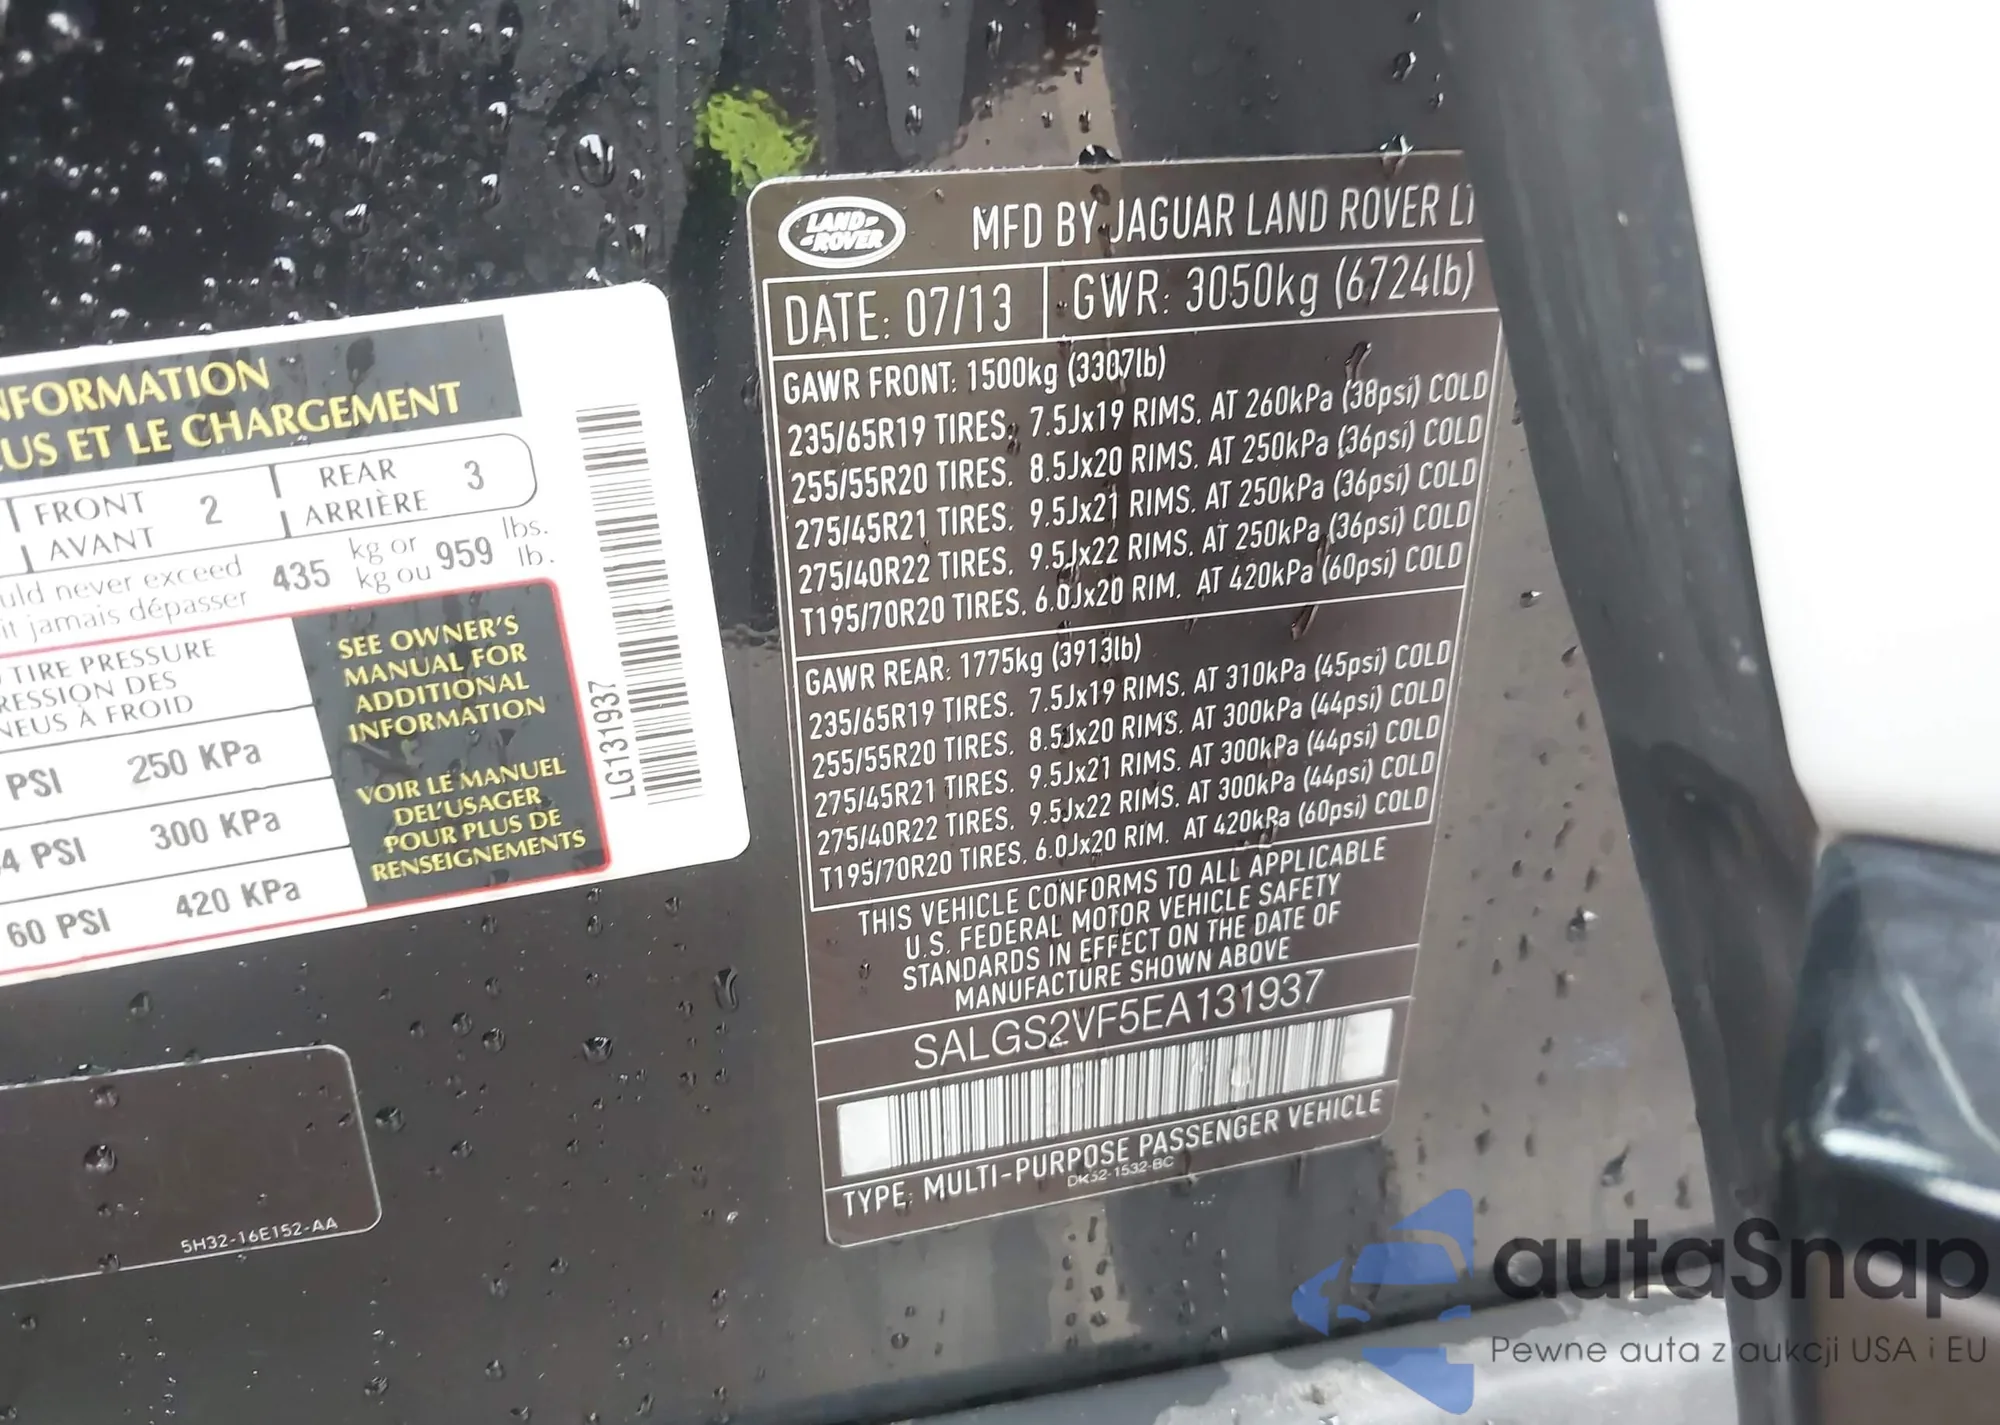 NFORMATION
US ET LE CHARGEMENT
FRONT 2 REAR 3
AVANT ARRIÈRE
uld never exceed 435 kg or 959 lbs.
it jamais dépasser kg ou lb.
TIRE PRESSURE
RESSION DES
NEUS À FROID
PSI 250 KPa
4 PSI 300 KPa
60 PSI 420 KPa
SEE OWNER'S
MANUAL FOR
ADDITIONAL
INFORMATION
VOIR LE MANUEL
DEL'USAGER
POUR PLUS DE
RENSEIGNEMENTS
LG131937
5H32-16E152-AA
LAND ROVER
MFD BY JAGUAR LAND ROVER LT
DATE: 07/13 GWR: 3050kg (6724lb)
GAWR FRONT: 1500kg (3307lb)
235/65R19 TIRES. 7.5Jx19 RIMS. AT 260kPa (38psi) COLD
255/55R20 TIRES. 8.5Jx20 RIMS. AT 250kPa (36psi) COLD
275/45R21 TIRES. 9.5Jx21 RIMS. AT 250kPa (36psi) COLD
275/40R22 TIRES. 9.5Jx22 RIMS. AT 250kPa (36psi) COLD
T195/70R20 TIRES. 6.0Jx20 RIM. AT 420kPa (60psi) COLD
GAWR REAR: 1775kg (3913lb)
235/65R19 TIRES. 7.5Jx19 RIMS. AT 310kPa (45psi) COLD
255/55R20 TIRES. 8.5Jx20 RIMS. AT 300kPa (44psi) COLD
275/45R21 TIRES. 9.5Jx21 RIMS. AT 300kPa (44psi) COLD
275/40R22 TIRES. 9.5Jx22 RIMS. AT 300kPa (44psi) COLD
T195/70R20 TIRES. 6.0Jx20 RIM. AT 420kPa (60psi) COLD
THIS VEHICLE CONFORMS TO ALL APPLICABLE
U.S. FEDERAL MOTOR VEHICLE SAFETY
STANDARDS IN EFFECT ON THE DATE OF
MANUFACTURE SHOWN ABOVE
SALGS2VF5EA131937
TYPE: MULTI-PURPOSE PASSENGER VEHICLE
DK52-1532-BC
autaSnap
Pewne auta z aukcji USA i EU